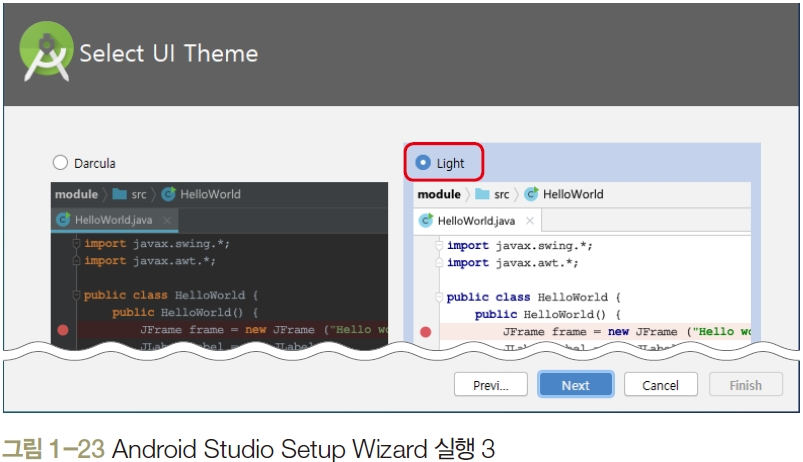 Select UI Theme
Darcula
Light
module src HelloWorld
HelloWorld.java
import javax.swing.*;
import javax.awt.*;
public class HelloWorld {
public HelloWorld() {
JFrame frame = new JFrame ("Hello wo
module src HelloWorld
HelloWorld.java
import javax.swing.*;
import javax.awt.*;
public class HelloWorld {
public HelloWorld() {
JFrame frame = new JFrame ("Hello wo
Previ... Next Cancel Finish
그림 1-23 Android Studio Setup Wizard 실행 3